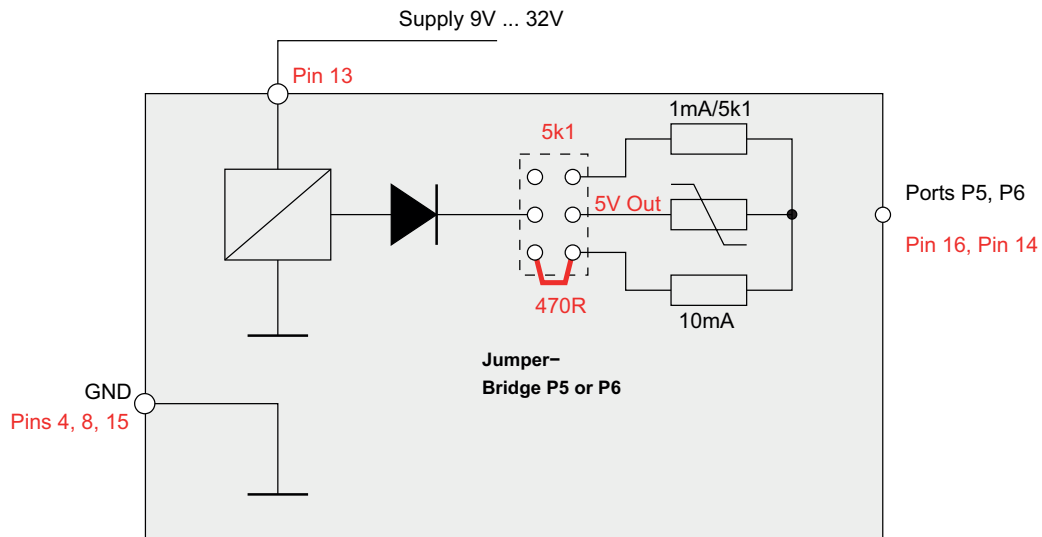 Supply 9V ... 32V
Pin 13
1mA/5k1
5k1
5V Out
Ports P5, P6
Pin 16, Pin 14
470R
10mA
Jumper−
Bridge P5 or P6
GND
Pins 4, 8, 15